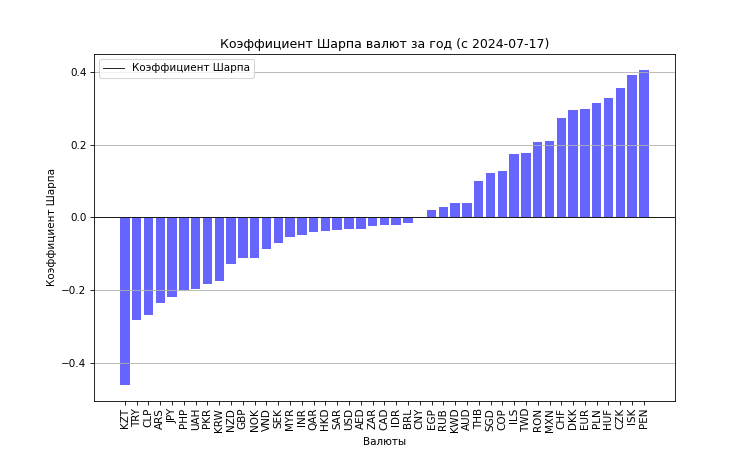 Коэффициент Шарпа валют за год (с 2024-07-17)
Коэффициент Шарпа
0.4
0.2
0.0
−0.2
−0.4
Коэффициент Шарпа
KZT TRY CLP ARS JPY PHP UAH PKR KRW NZD GBP NOK VND SEK MYR INR QAR HKD SAR USD AED ZAR CAD IDR BRL CNY EGP RUB KWD AUD THB SGD COP ILS TWD RON MXN CHF DKK EUR PLN HUF CZK ISK PEN
Валюты